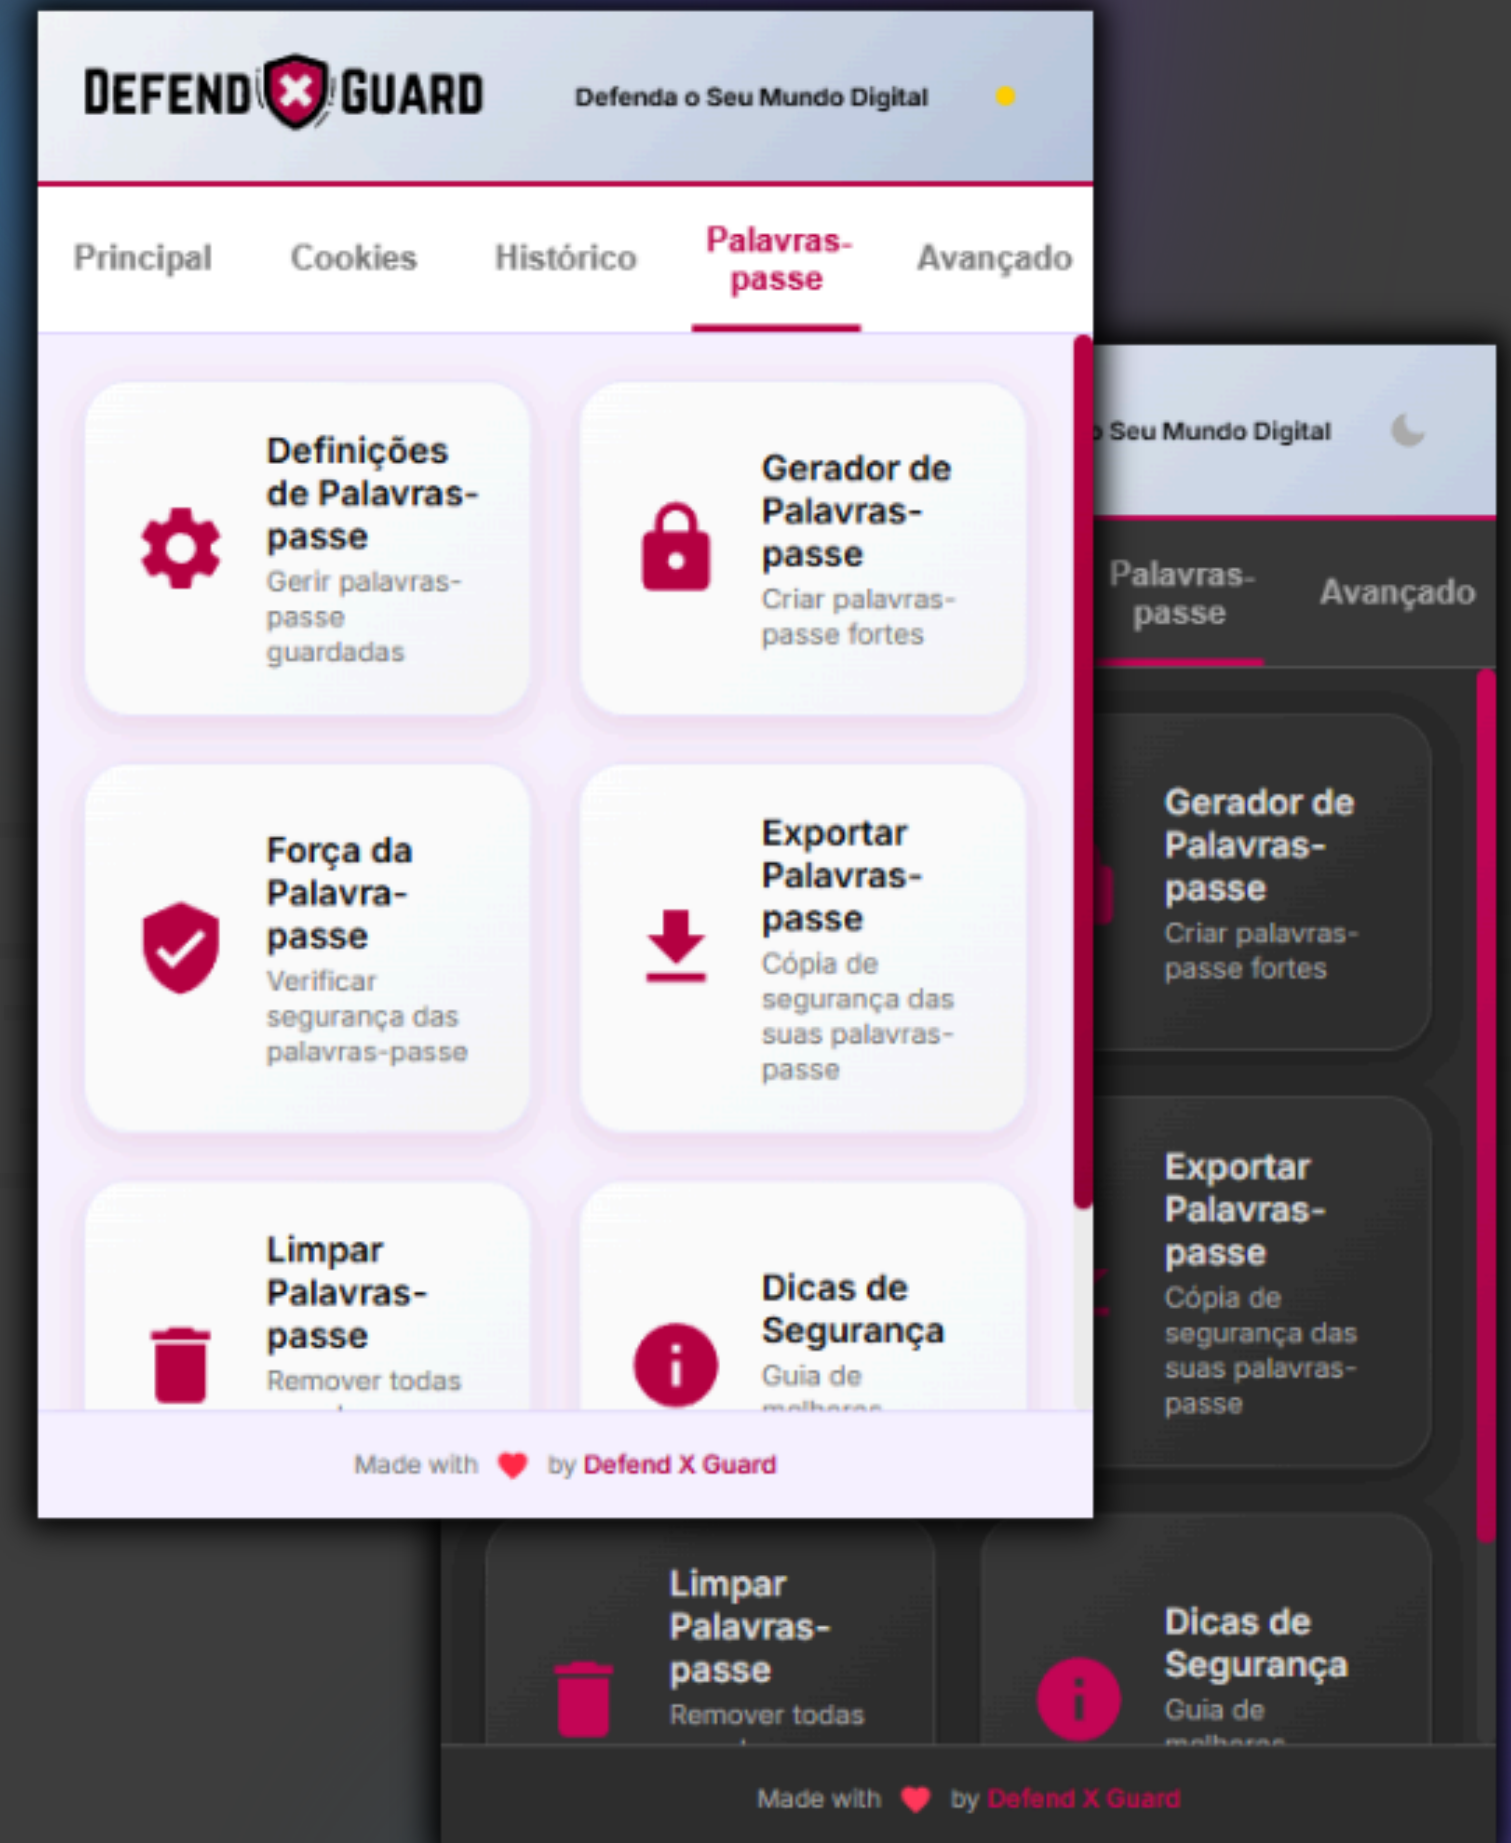 DEFEND GUARD
Defenda o Seu Mundo Digital
Principal
Cookies
Histórico
Palavras-
passe
Avançado
Definições
de Palavras-
passe
Gerir palavras-
passe
guardadas
Gerador de
Palavras-
passe
Criar palavras-
passe fortes
Força da
Palavra-
passe
Verificar
segurança das
palavras-passe
Exportar
Palavras-
passe
Cópia de
segurança das
suas palavras-
passe
Limpar
Palavras-
passe
Remover todas
Dicas de
Segurança
Guia de
melhores
Made with by Defend X Guard
o Seu Mundo Digital
Palavras-
passe
Avançado
Gerador de
Palavras-
passe
Criar palavras-
passe fortes
Exportar
Palavras-
passe
Cópia de
segurança das
suas palavras-
passe
Limpar
Palavras-
passe
Remover todas
Dicas de
Segurança
Guia de
melhores
Made with by Defend X Guard